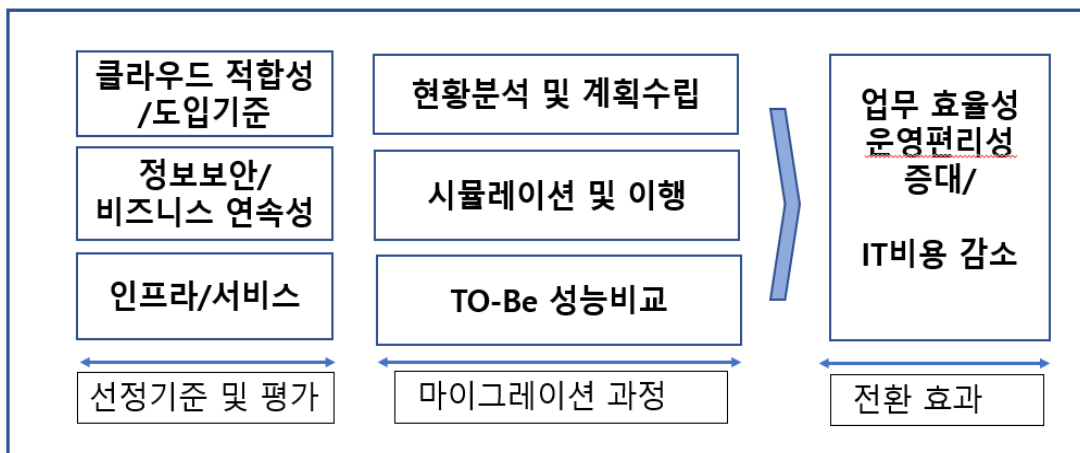 클라우드 적합성
/도입기준
정보보안/
비즈니스 연속성
인프라/서비스
선정기준 및 평가
현황분석 및 계획수립
시뮬레이션 및 이행
TO-Be 성능비교
마이그레이션 과정
업무 효율성
운영편리성
증대/
IT비용 감소
전환 효과